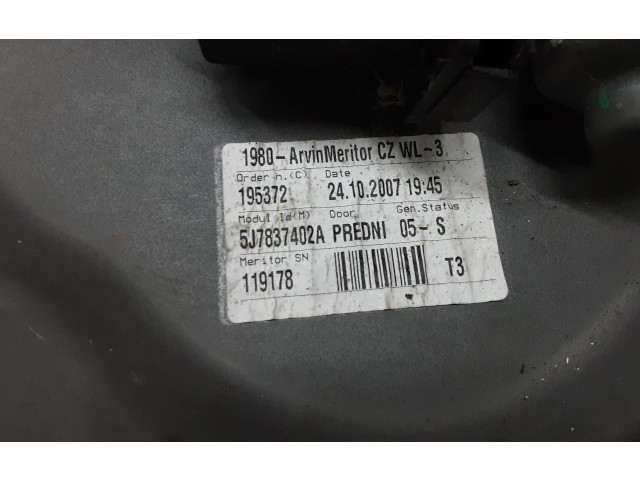 1980-ArvinMeritor CZ WL-3
Order n.(C) Date
195372 24.10.2007 19:45
Modul Id(M) Door Gen.Status
5J7837402A PREDNI 05- S
Meritor SN
119178 T3